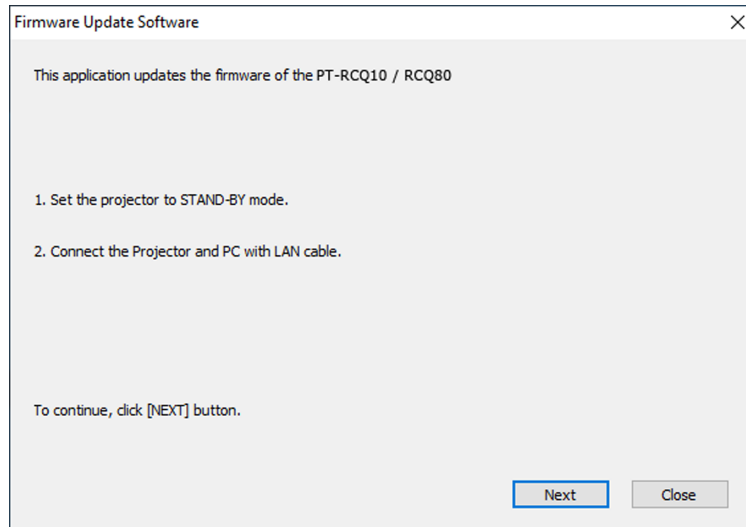 Firmware Update Software
This application updates the firmware of the PT-RCQ10 / RCQ80
1. Set the projector to STAND-BY mode.
2. Connect the Projector and PC with LAN cable.
To continue, click [NEXT] button.
Next
Close